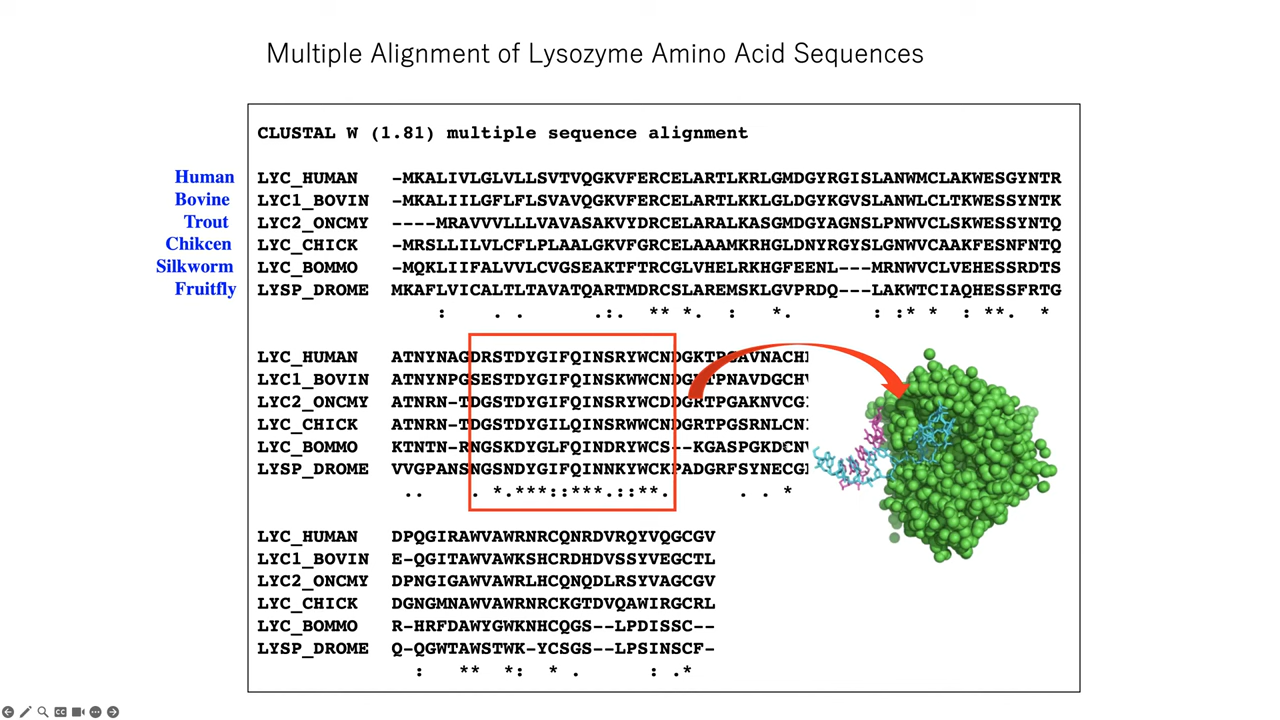 Multiple Alignment of Lysozyme Amino Acid Sequences
CLUSTAL W (1.81) multiple sequence alignment
Human LYC_HUMAN -MKALIVLGLVLLSVTVQGKVFERCELARTLKRLGMDGYRGISLANWMCLAKWESGYNTR
Bovine LYC1_BOVIN -MKALIILGFLFLSVAVQGKVFERCELARTLKKLGLDGYKGVSLANWLCLTKWESSYNTK
Trout LYC2_ONCMY ----MRAVVVLLLVAVASAKVYDRCELARALKASGMDGYAGNSLPNWVCLSKWESSYNTQ
Chikcen LYC_CHICK -MRSLLILVLCFLPLAALGKVFGRCELAAAMKRHGLDNYRGYSLGNWVCAAKFESNFNTQ
Silkworm LYC_BOMMO -MQKLIIFALVVLCVGSEAKTFTRCGLVHELRKHGFEENL---MRNWVCLVEHESSRDTS
Fruitfly LYSP_DROME MKAFLVICALTLTAVATQARTMDRCSLAREMSKLGVPRDQ---LAKWTCIAQHESSFRTG
: . . .:. ** *. : *. : :* * : **. *
LYC_HUMAN ATNYNAGDRSTDYGIFQINSRYWCNDGKTPGAVNACH
LYC1_BOVIN ATNYNPGSESTDYGIFQINSKWWCNDGKTPNAVDGCH
LYC2_ONCMY ATNRN-TDGSTDYGIFQINSRYWCDDGRTPGAKNVCG
LYC_CHICK ATNRN-TDGSTDYGILQINSRWWCNDGRTPGSRNLCN
LYC_BOMMO KTNTN-RNGSKDYGLFQINDRYWCS--KGASPGKDCN
LYSP_DROME VVGPANSNGSNDYGIFQINNKYWCKPADGRFSYNECG
.. . *.***::***.::**. . . *
LYC_HUMAN DPQGIRAWVAWRNRCQNRDVRQYVQGCGV
LYC1_BOVIN E-QGITAWVAWKSHCRDHDVSSYVEGCTL
LYC2_ONCMY DPNGIGAWVAWRLHCQNQDLRSYVAGCGV
LYC_CHICK DGNGMNAWVAWRNRCKGTDVQAWIRGCRL
LYC_BOMMO R-HRFDAWYGWKNHCQGS--LPDISSC--
LYSP_DROME Q-QGWTAWSTWK-YCSGS--LPSINSCF-
: ** *: * . : .*
CC